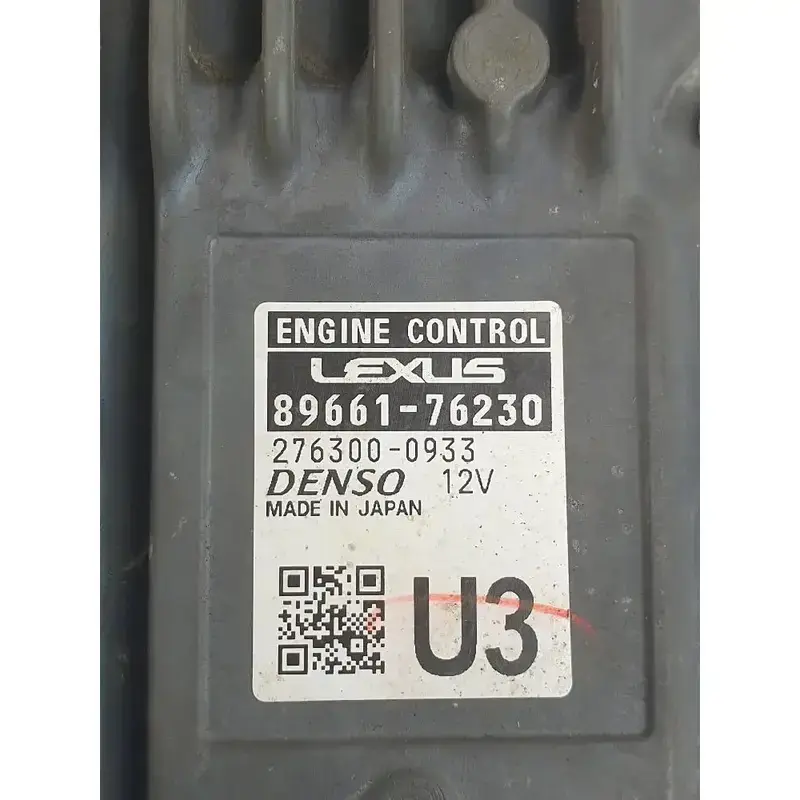 ENGINE CONTROL
LEXUS
89661-76230
276300-0933
DENSO 12V
MADE IN JAPAN
U3